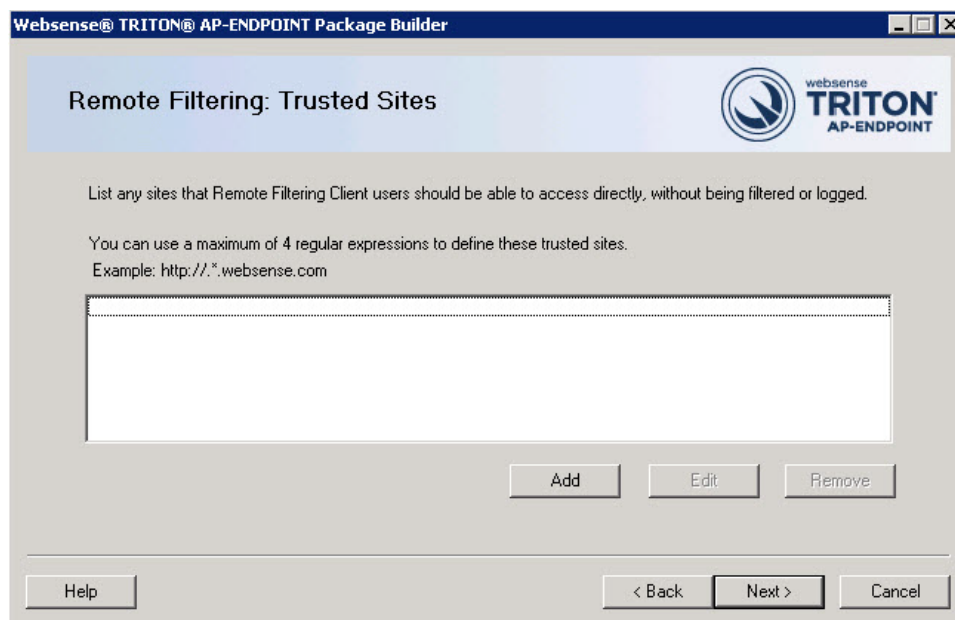 Websense® TRITON® AP-ENDPOINT Package Builder
Remote Filtering: Trusted Sites
websense
TRITON®
AP-ENDPOINT
List any sites that Remote Filtering Client users should be able to access directly, without being filtered or logged.
You can use a maximum of 4 regular expressions to define these trusted sites.
Example: http://.*.websense.com
Add Edit Remove
Help < Back Next > Cancel